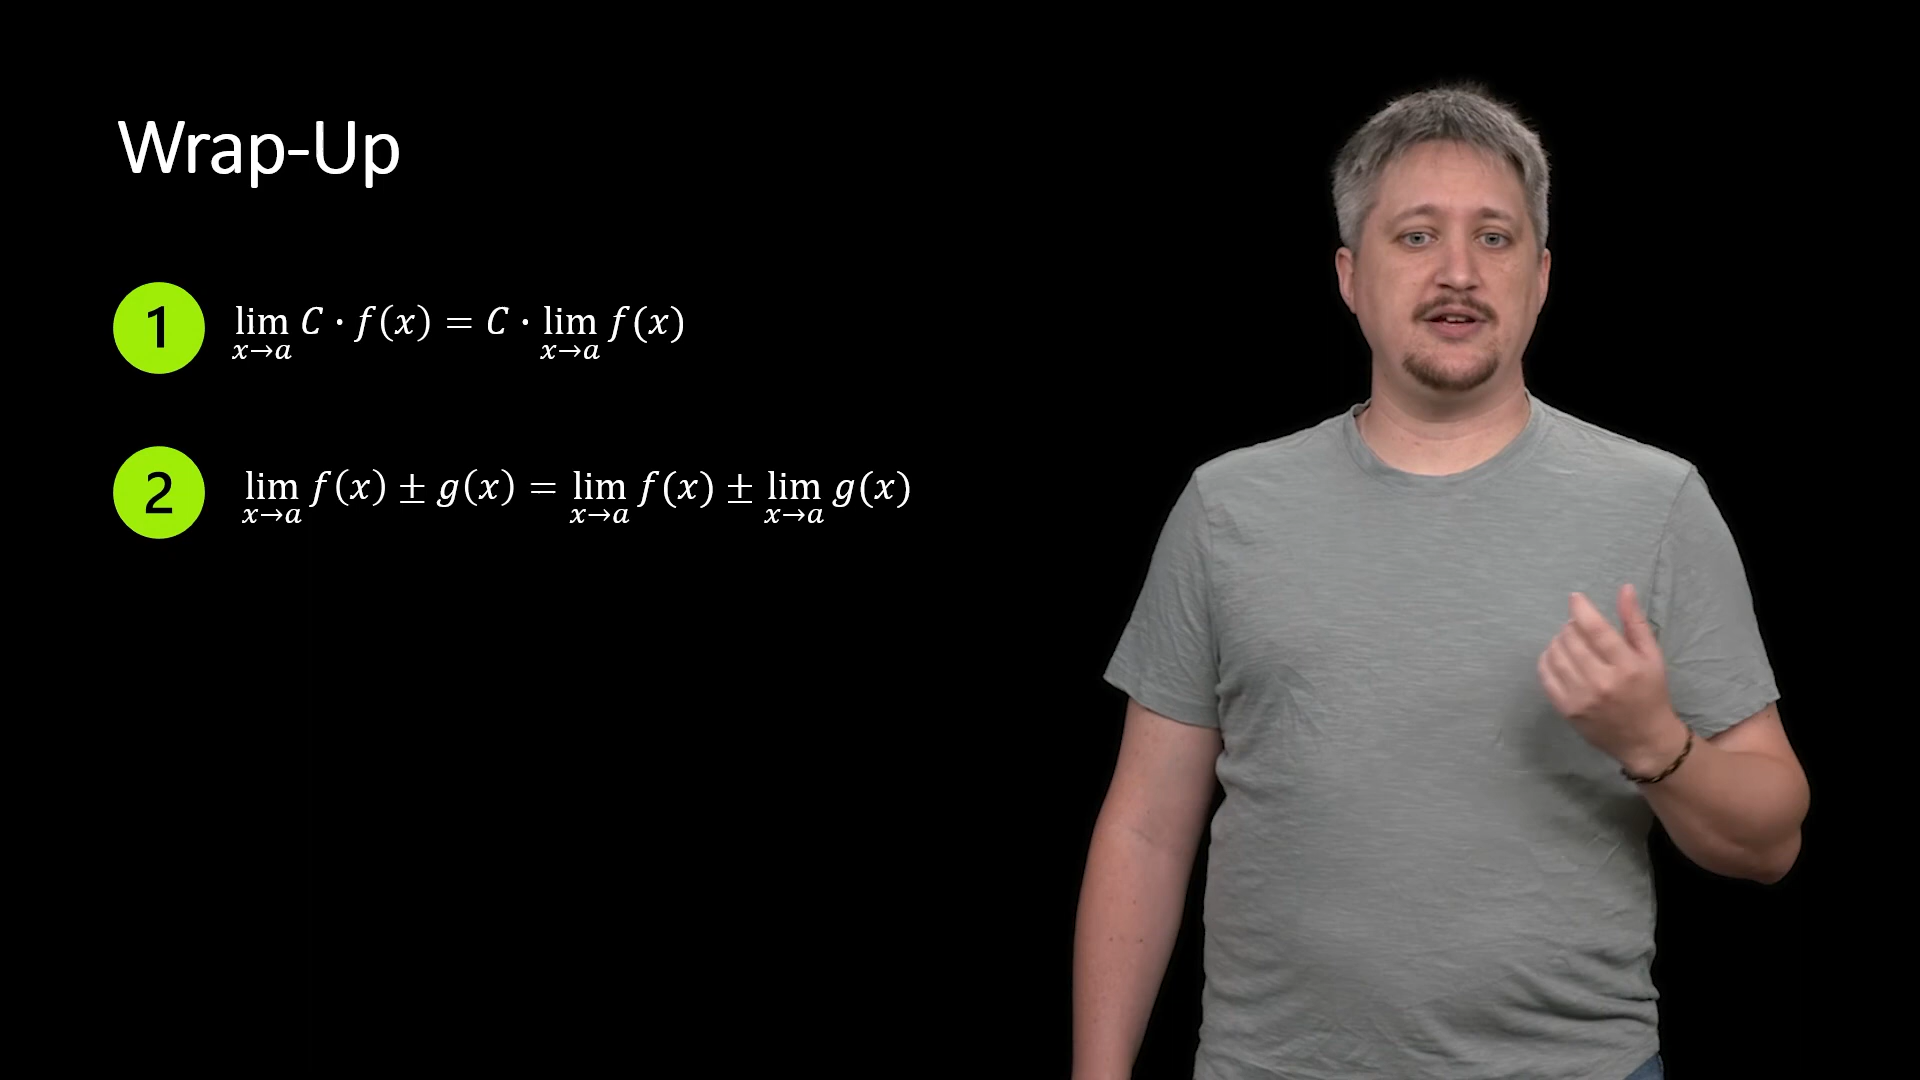 Wrap-Up
1 lim x→a C · f(x) = C · lim x→a f(x)
2 lim x→a f(x) ± g(x) = lim x→a f(x) ± lim x→a g(x)